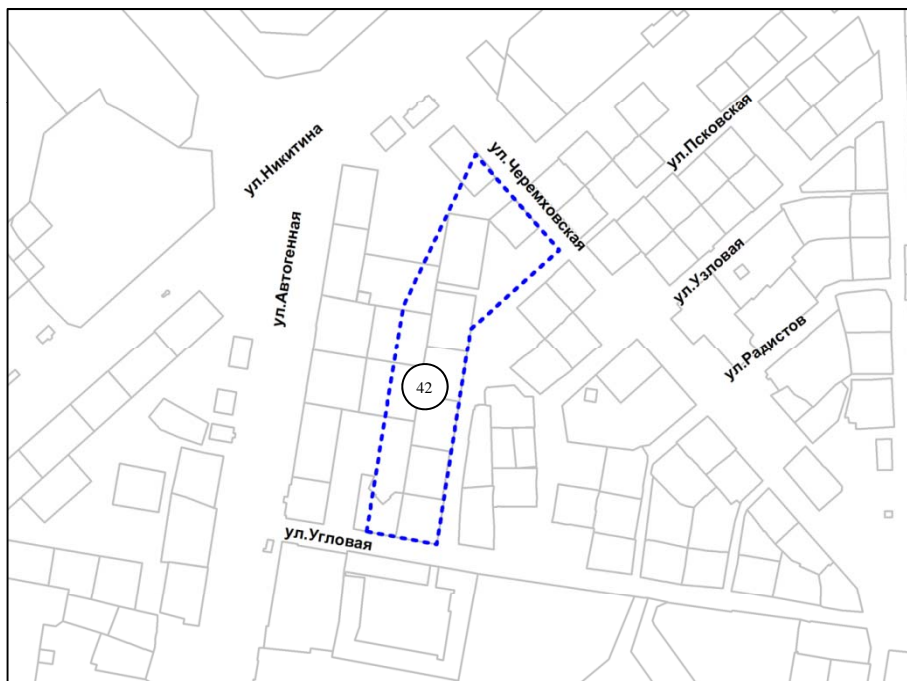 ул.Никитина
ул.Черемховская
ул.Псковская
ул.Автогенная
ул.Узловая
ул.Радистов
42
ул.Угловая